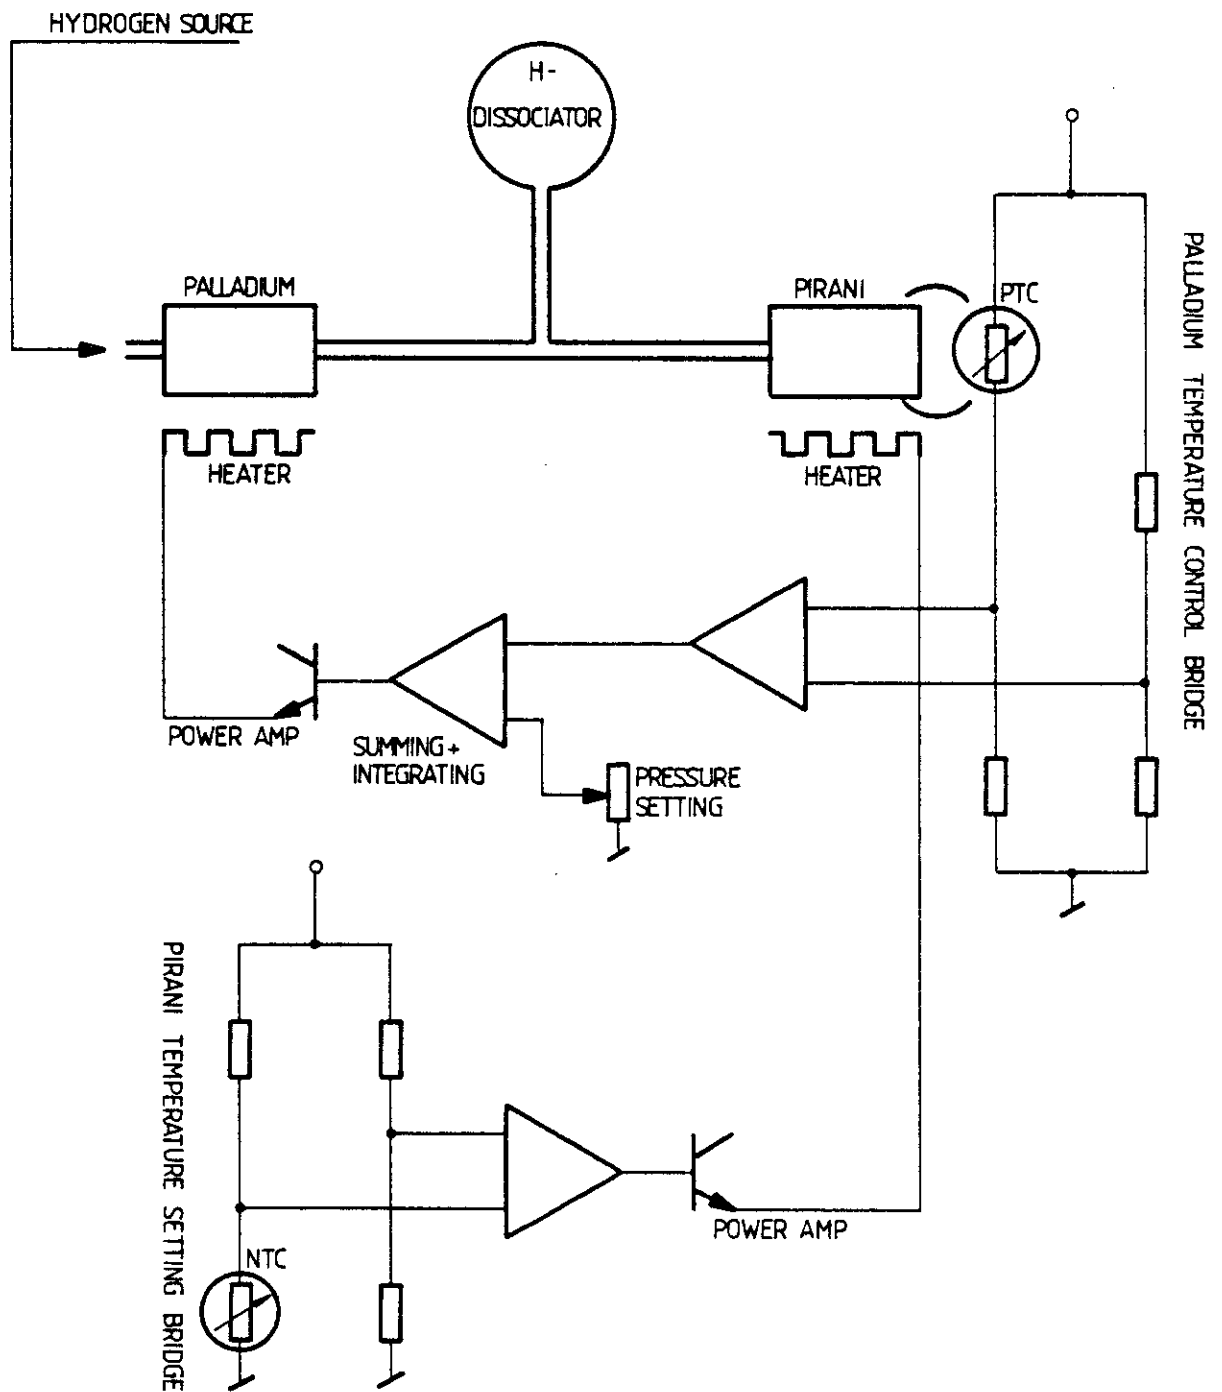 HYDROGEN SOURCE
H-
DISSOCIATOR
PALLADIUM
PIRANI
PTC
HEATER
HEATER
PALLADIUM TEMPERATURE CONTROL BRIDGE
POWER AMP
SUMMING +
INTEGRATING
PRESSURE
SETTING
PIRANI TEMPERATURE SETTING BRIDGE
NTC
POWER AMP